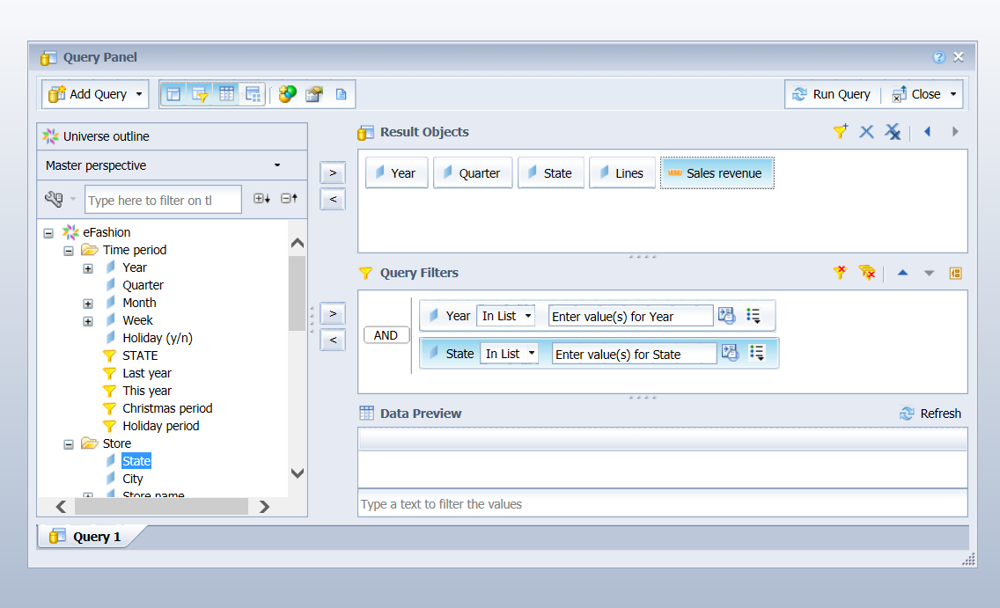 Query Panel
Add Query
Run Query
Close
Universe outline
Master perspective
Type here to filter on tl
eFashion
Time period
Year
Quarter
Month
Week
Holiday (y/n)
STATE
Last year
This year
Christmas period
Holiday period
Store
State
City
Store name
>
<
>
<
Result Objects
Year
Quarter
State
Lines
Sales revenue
Query Filters
AND
Year In List Enter value(s) for Year
State In List Enter value(s) for State
Data Preview
Refresh
Type a text to filter the values
Query 1